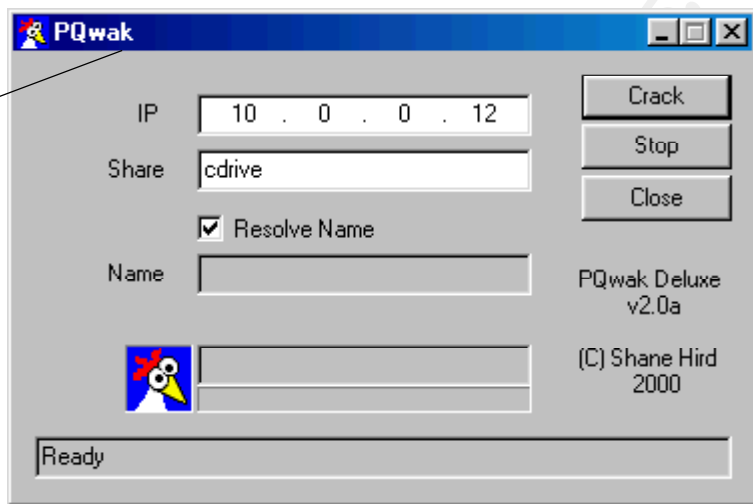 PQwak
IP 10 . 0 . 0 . 12
Crack
Share cdrive
Stop
Close
Resolve Name
Name
PQwak Deluxe
v2.0a
(C) Shane Hird
2000
Ready